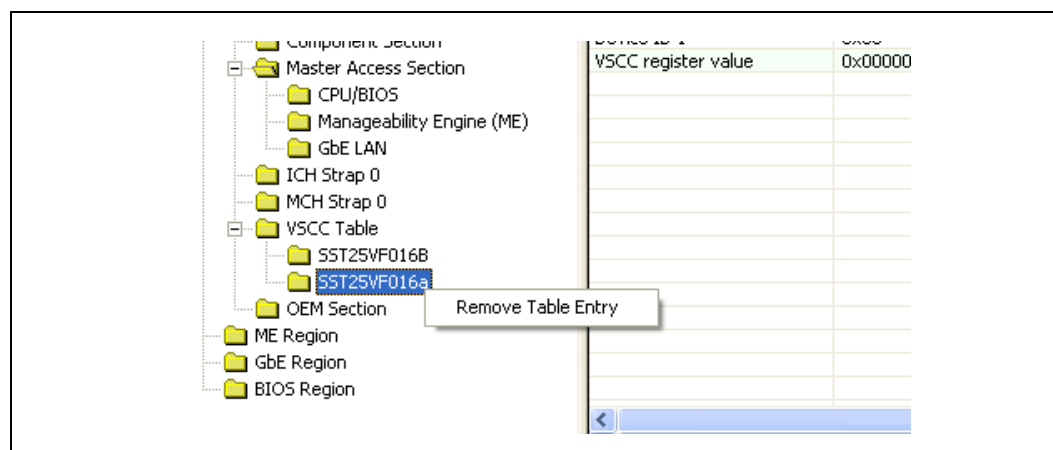 Component Section
Master Access Section
CPU/BIOS
Manageability Engine (ME)
GbE LAN
ICH Strap 0
MCH Strap 0
VSCC Table
SST25VF016B
SST25VF016a
OEM Section
ME Region
GbE Region
BIOS Region
Remove Table Entry
VSCC register value 0x00000